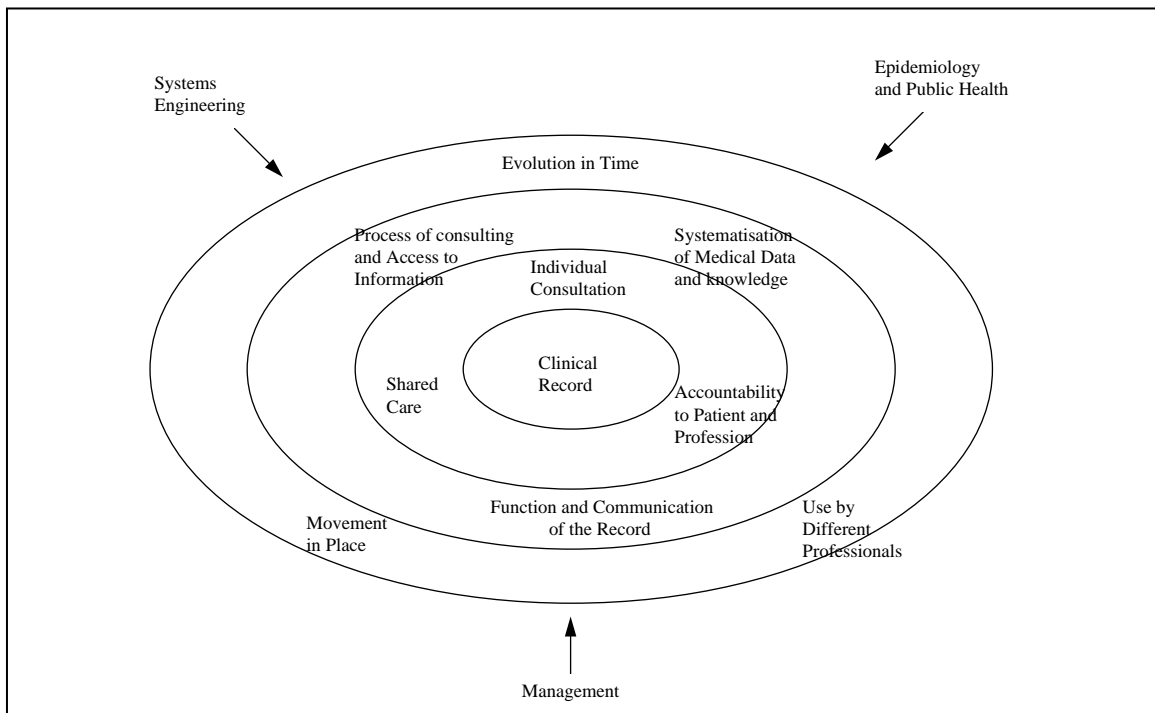 Systems
Engineering
Epidemiology
and Public Health
Evolution in Time
Process of consulting
and Access to
Information
Systematisation
of Medical Data
and knowledge
Individual
Consultation
Clinical
Record
Shared
Care
Accountability
to Patient and
Profession
Function and Communication
of the Record
Movement
in Place
Use by
Different
Professionals
Management